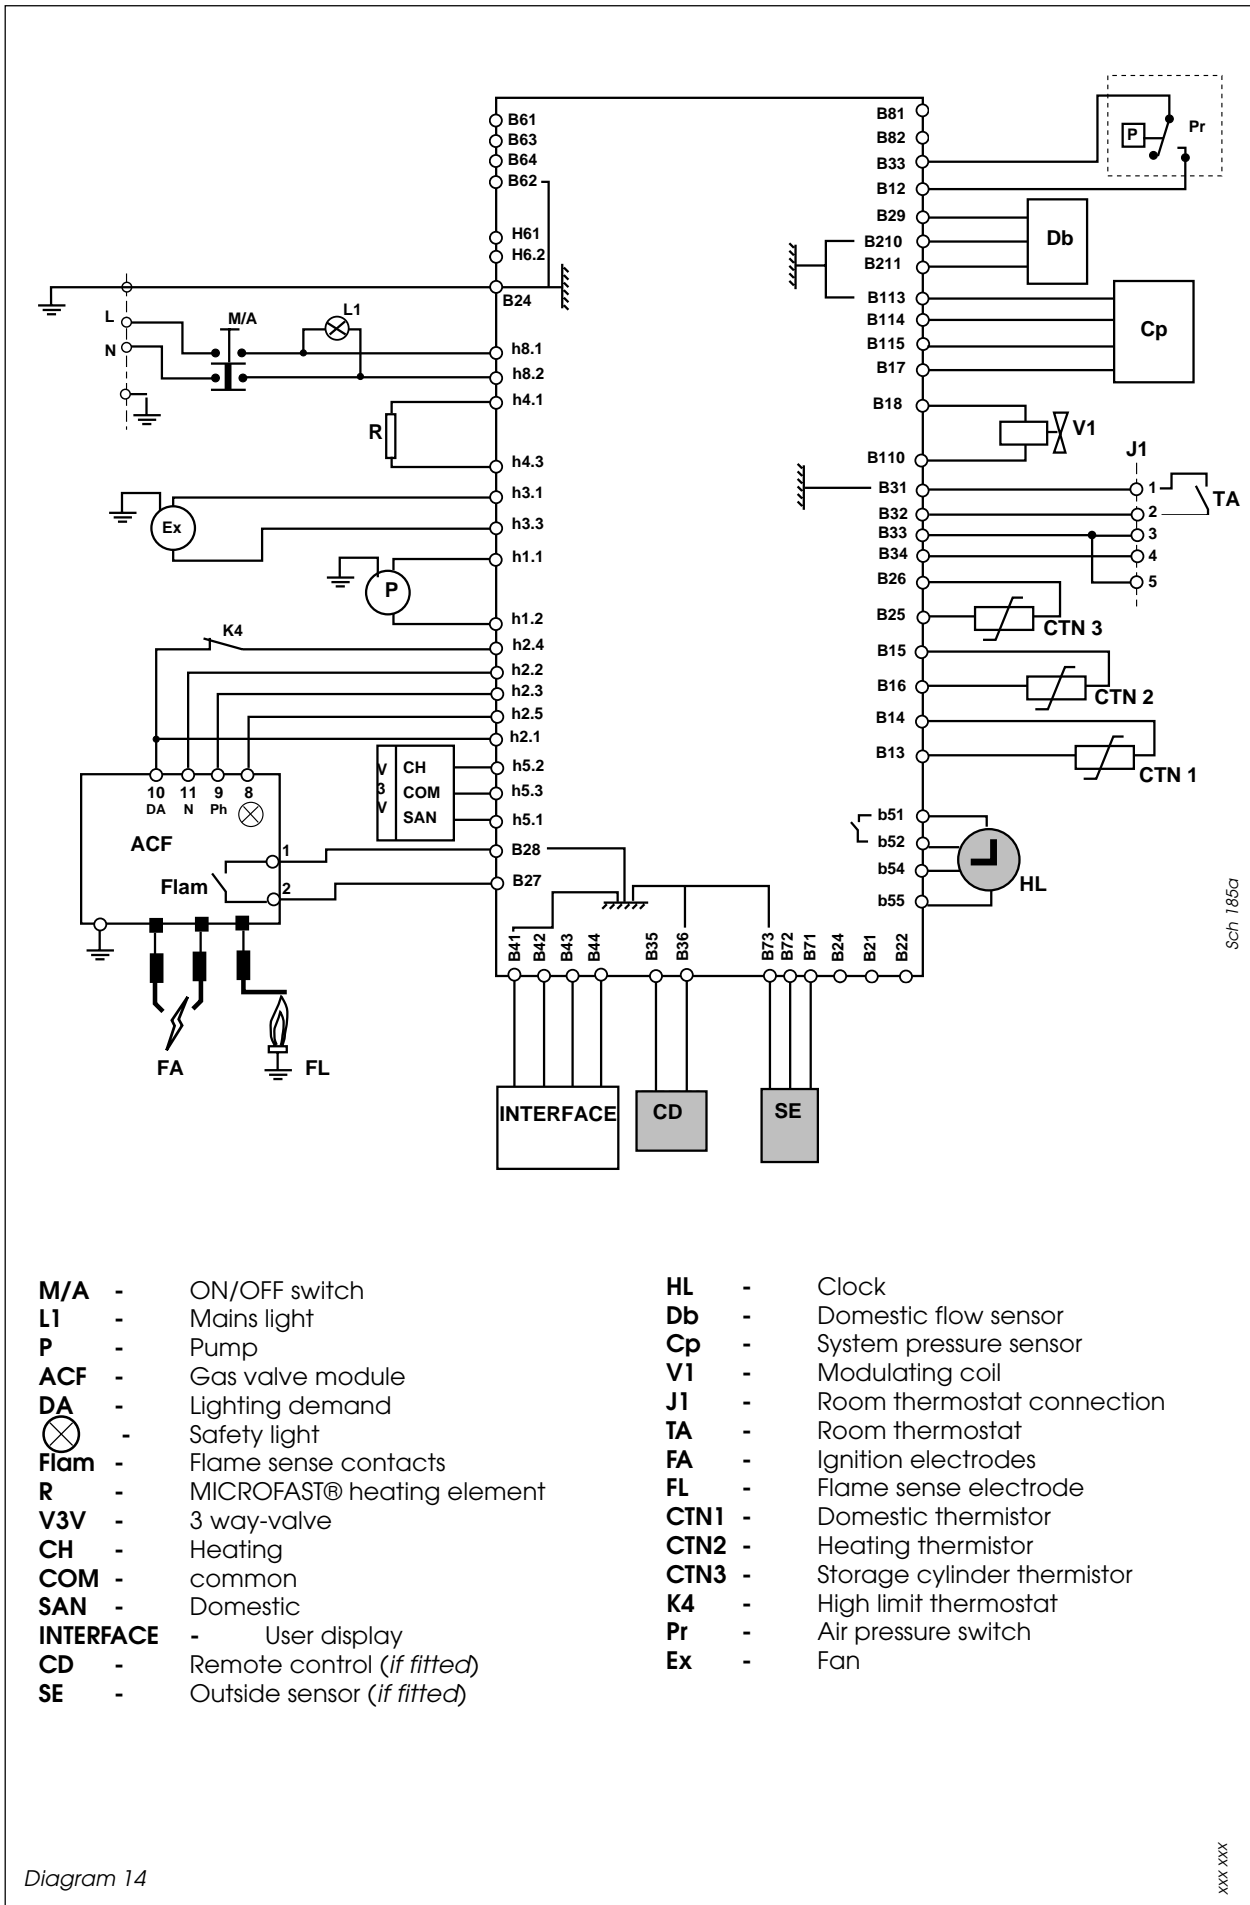 B61
B63
B64
B62
H61
H6.2
B24
L
N
M/A
L1
h8.1
h8.2
h4.1
R
h4.3
h3.1
Ex
h3.3
h1.1
P
h1.2
K4
h2.4
h2.2
h2.3
h2.5
h2.1
V3V
CH
COM
SAN
h5.2
h5.3
h5.1
10 11 9 8
DA N Ph
ACF
Flam
1
2
B28
B27
FA
FL
B81
B82
B33
B12
P
Pr
B29
B210
B211
Db
B113
B114
B115
B17
Cp
B18
V1
B110
J1
B31
B32
B33
B34
1
2
3
4
5
TA
B26
B25
CTN 3
B15
B16
CTN 2
B14
B13
CTN 1
b51
b52
b54
b55
HL
B41 B42 B43 B44 B35 B36 B73 B72 B71 B24 B21 B22
INTERFACE
CD
SE
Sch 185a
M/A - ON/OFF switch
L1 - Mains light
P - Pump
ACF - Gas valve module
DA - Lighting demand
- Safety light
Flam - Flame sense contacts
R - MICROFAST® heating element
V3V - 3 way-valve
CH - Heating
COM - common
SAN - Domestic
INTERFACE - User display
CD - Remote control (if fitted)
SE - Outside sensor (if fitted)
HL - Clock
Db - Domestic flow sensor
Cp - System pressure sensor
V1 - Modulating coil
J1 - Room thermostat connection
TA - Room thermostat
FA - Ignition electrodes
FL - Flame sense electrode
CTN1 - Domestic thermistor
CTN2 - Heating thermistor
CTN3 - Storage cylinder thermistor
K4 - High limit thermostat
Pr - Air pressure switch
Ex - Fan
Diagram 14
xxx xxx